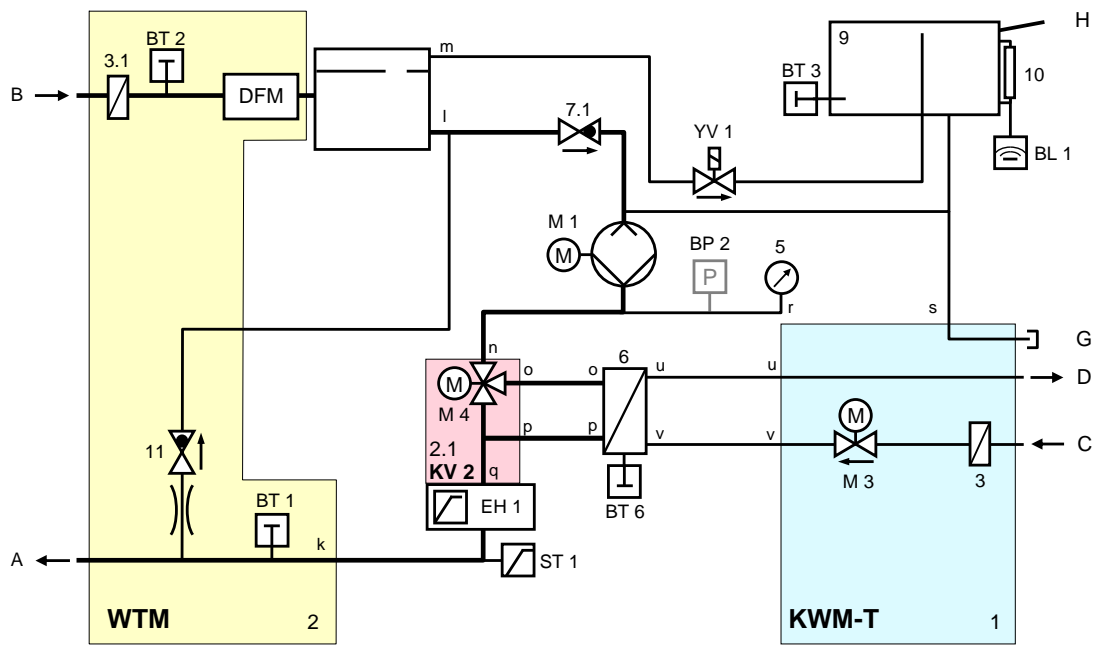 H
BT 2
m
9
3.1
BT 3
10
B
DFM
l
7.1
YV 1
BL 1
M 1
BP 2
5
M
P
r
s
n
G
6
o
o
u
u
D
M
M 4
M
p
p
v
v
C
11
2.1
KV 2
q
M 3
3
BT 1
EH 1
BT 6
k
A
ST 1
WTM
2
KWM-T
1